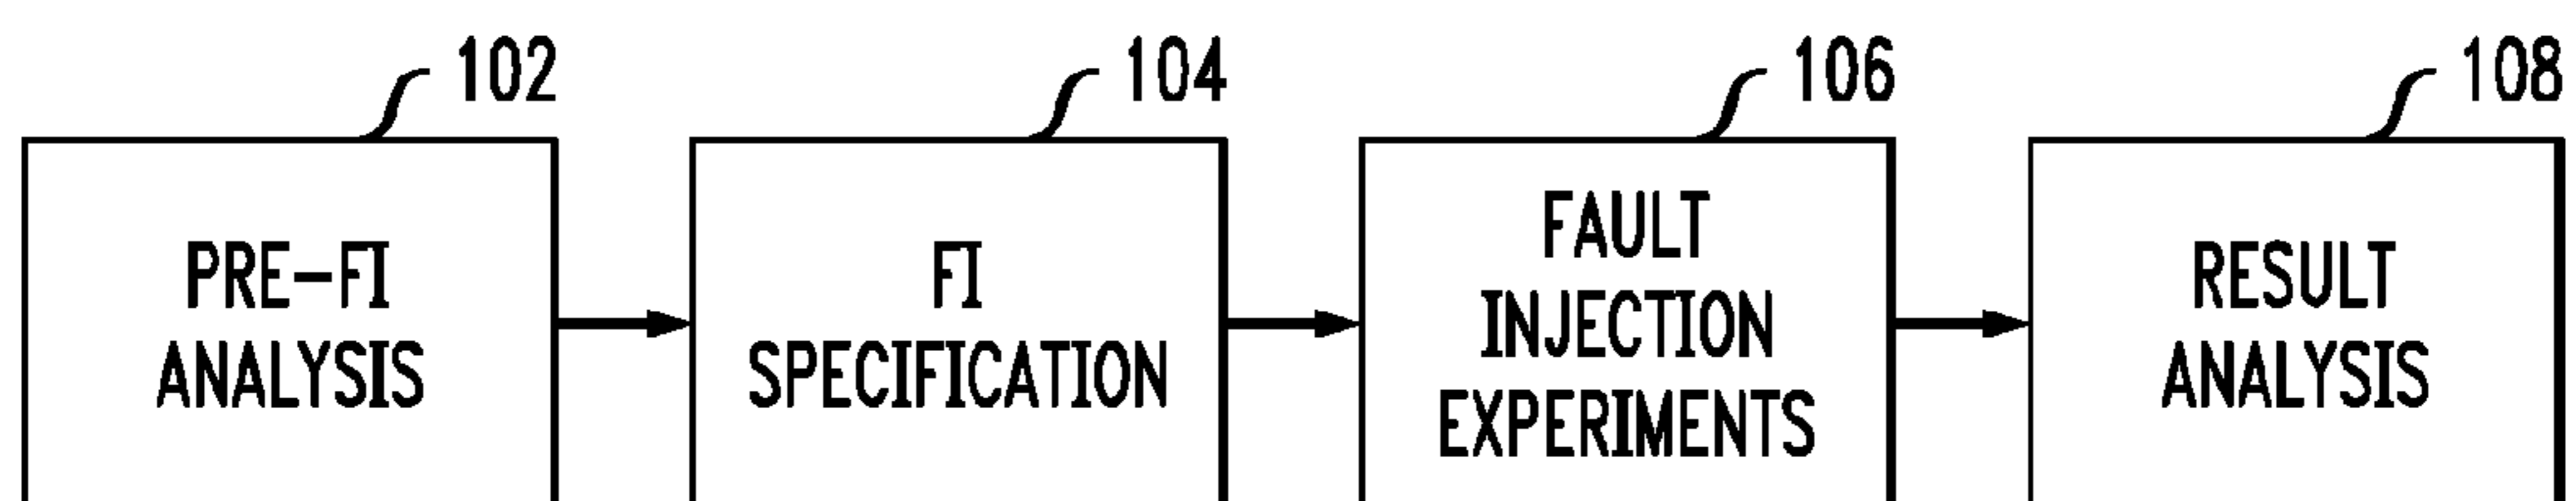 102
104
106
108
PRE-FI
ANALYSIS
FI
SPECIFICATION
FAULT
INJECTION
EXPERIMENTS
RESULT
ANALYSIS